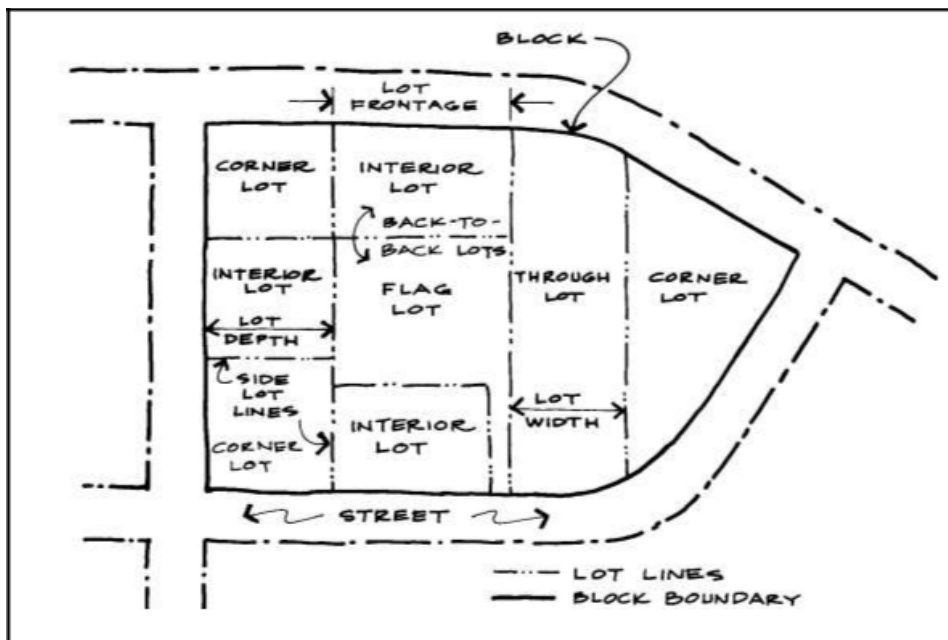 BLOCK
LOT
FRONTAGE
CORNER
LOT
INTERIOR
LOT
BACK-TO-
BACK LOTS
INTERIOR
LOT
FLAG
LOT
THROUGH
LOT
CORNER
LOT
LOT
DEPTH
SIDE
LOT
LINES
CORNER
LOT
INTERIOR
LOT
LOT
WIDTH
STREET
LOT LINES
BLOCK BOUNDARY